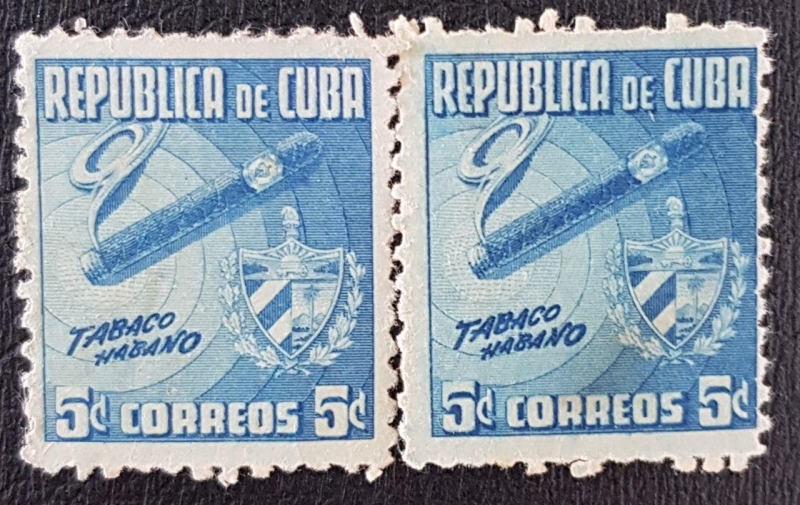 REPUBLICA DE CUBA
TABACO
HABANO
5¢ CORREOS 5¢
REPUBLICA DE CUBA
TABACO
HABANO
5¢ CORREOS 5¢